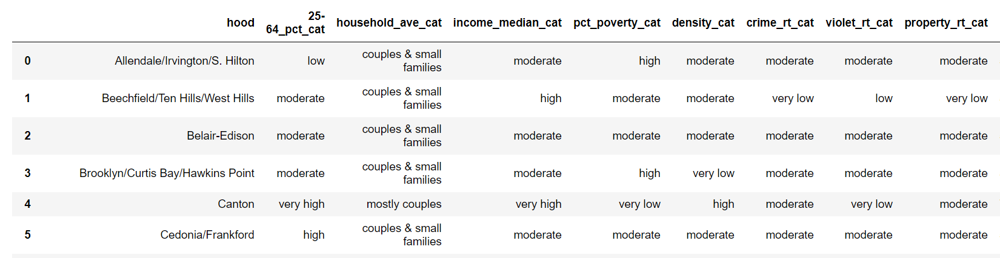 hood 25-64_pct_cat household_ave_cat income_median_cat pct_poverty_cat density_cat crime_rt_cat violet_rt_cat property_rt_cat
0 Allendale/Irvington/S. Hilton low couples & small families moderate high moderate moderate moderate moderate
1 Beechfield/Ten Hills/West Hills moderate couples & small families high moderate moderate very low low very low
2 Belair-Edison moderate couples & small families moderate moderate moderate moderate moderate moderate
3 Brooklyn/Curtis Bay/Hawkins Point moderate couples & small families moderate high very low moderate moderate moderate
4 Canton very high mostly couples very high very low high moderate very low moderate
5 Cedonia/Frankford high couples & small families moderate moderate moderate moderate moderate moderate